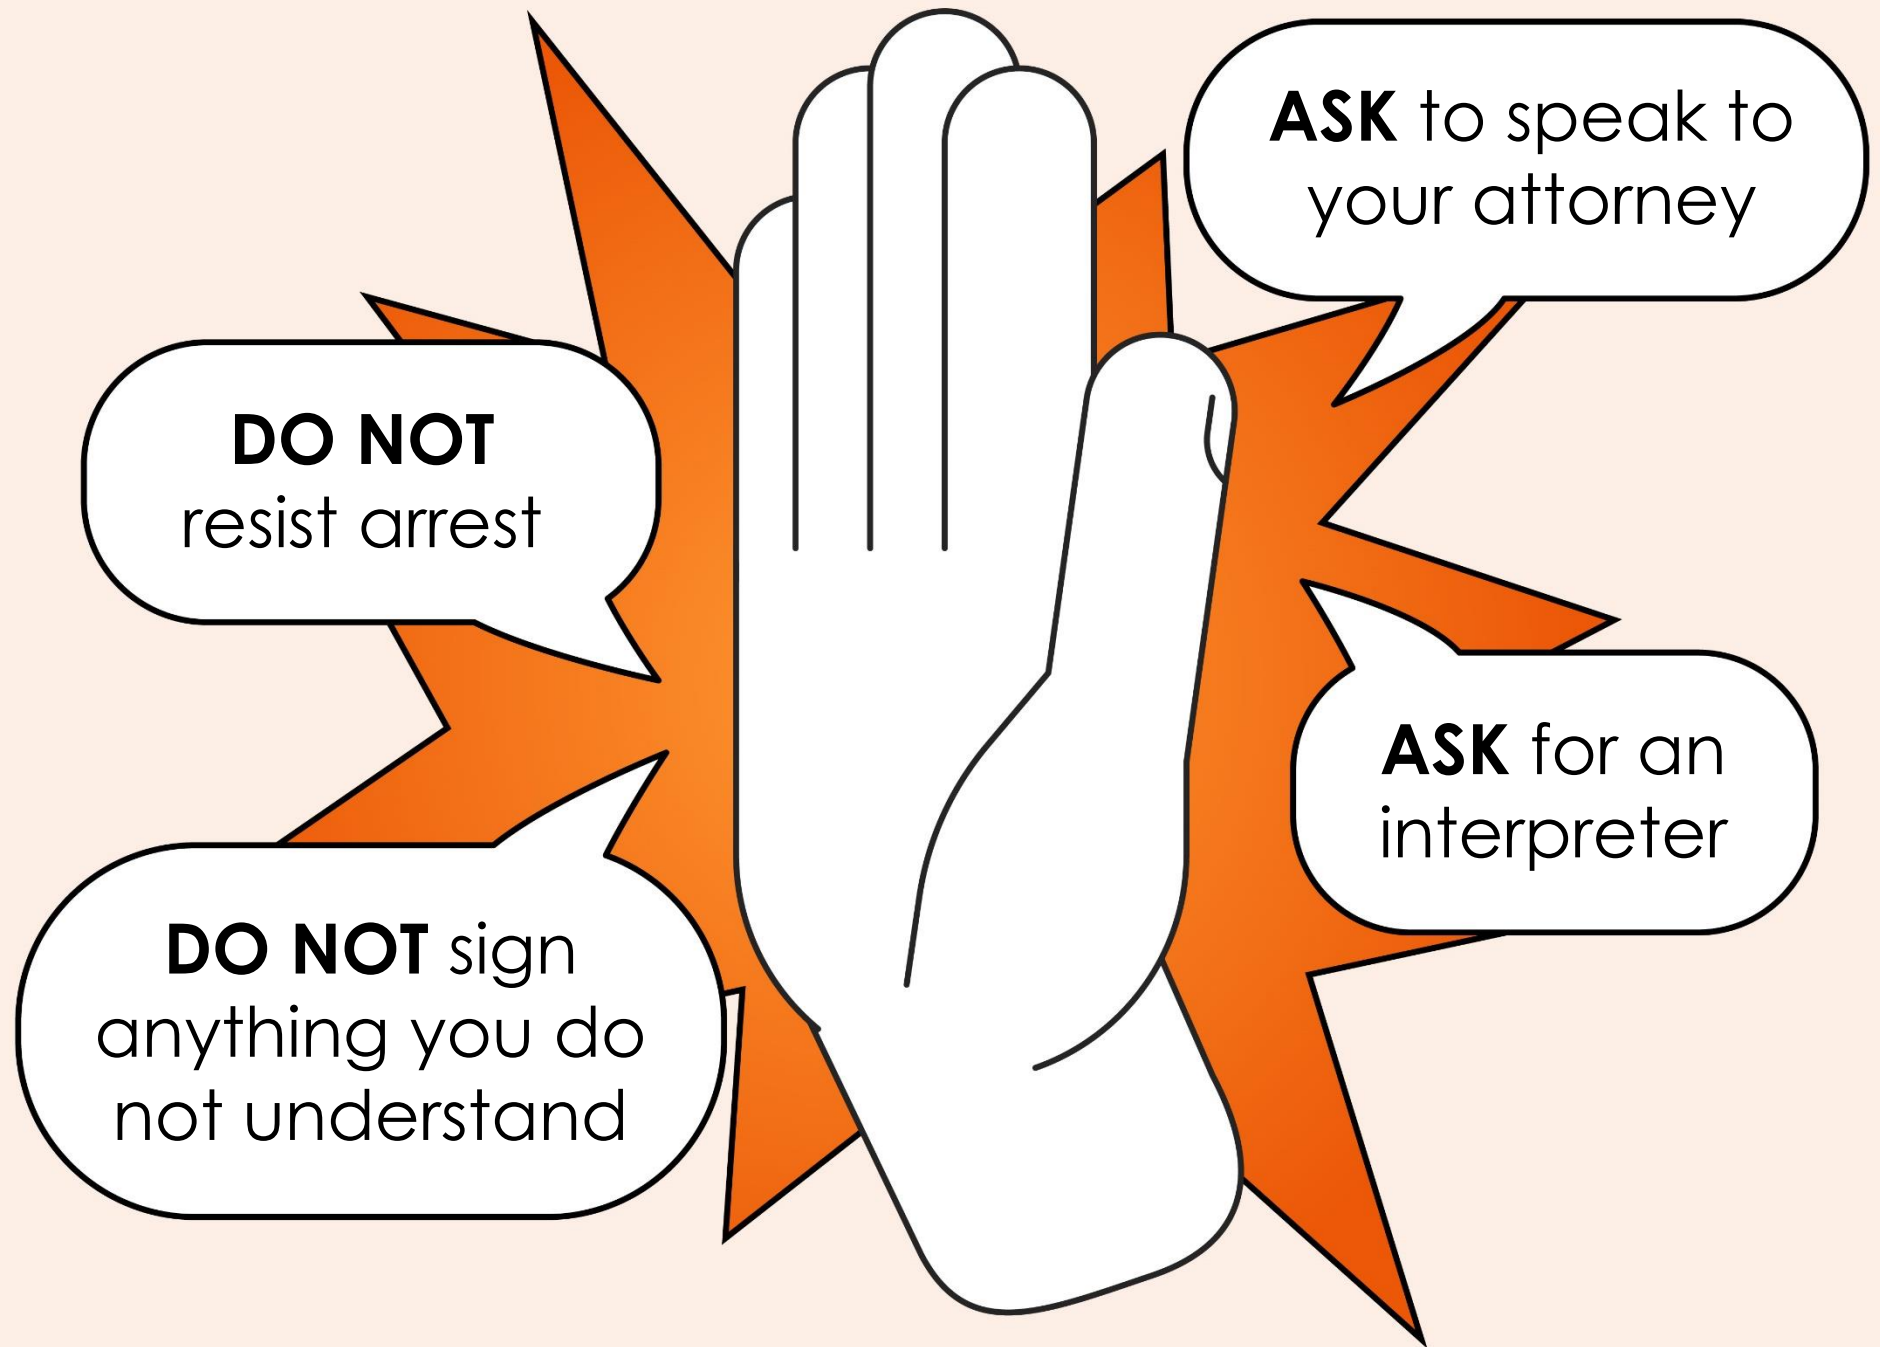 ASK to speak to
your attorney
DO NOT
resist arrest
ASK for an
interpreter
DO NOT sign
anything you do
not understand